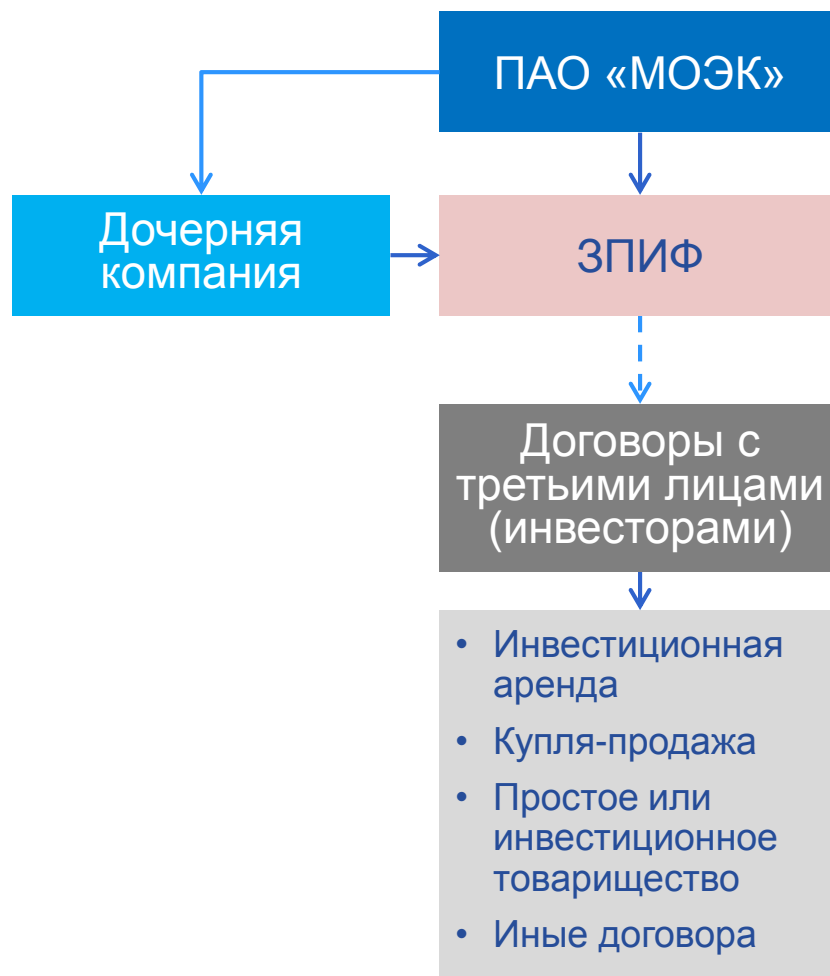 ПАО «МОЭК»
Дочерняя
компания
ЗПИФ
Договоры с
третьими лицами
(инвесторами)
• Инвестиционная
аренда
• Купля-продажа
• Простое или
инвестиционное
товарищество
• Иные договора